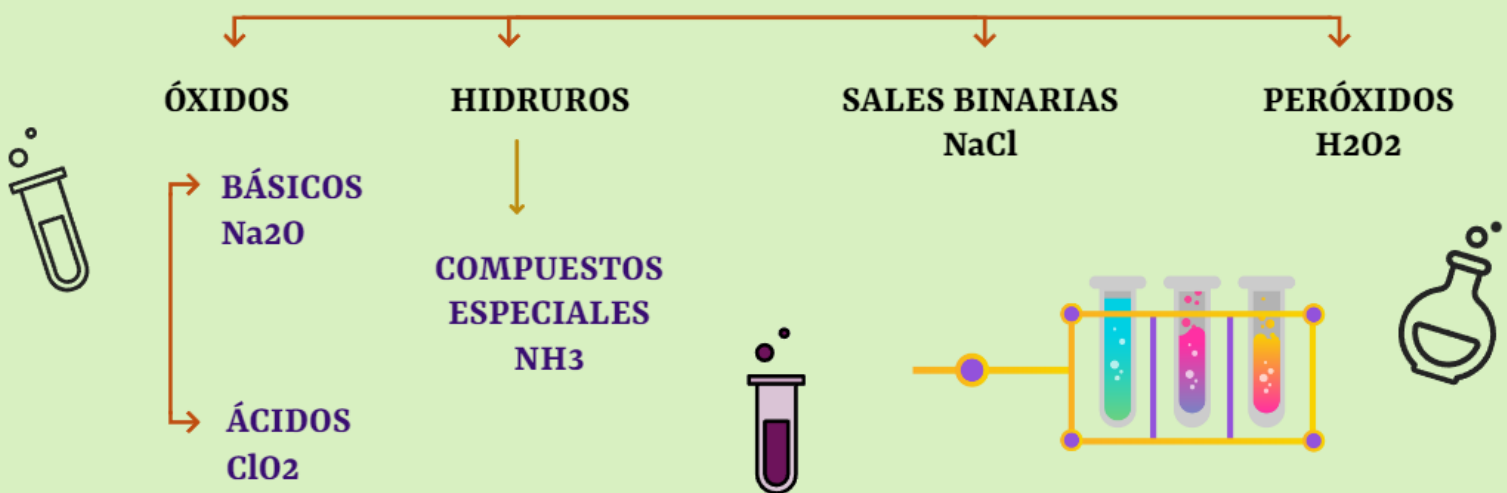 ÓXIDOS
BÁSICOS
Na2O
ÁCIDOS
ClO2
HIDRUROS
COMPUESTOS
ESPECIALES
NH3
SALES BINARIAS
NaCl
PERÓXIDOS
H2O2